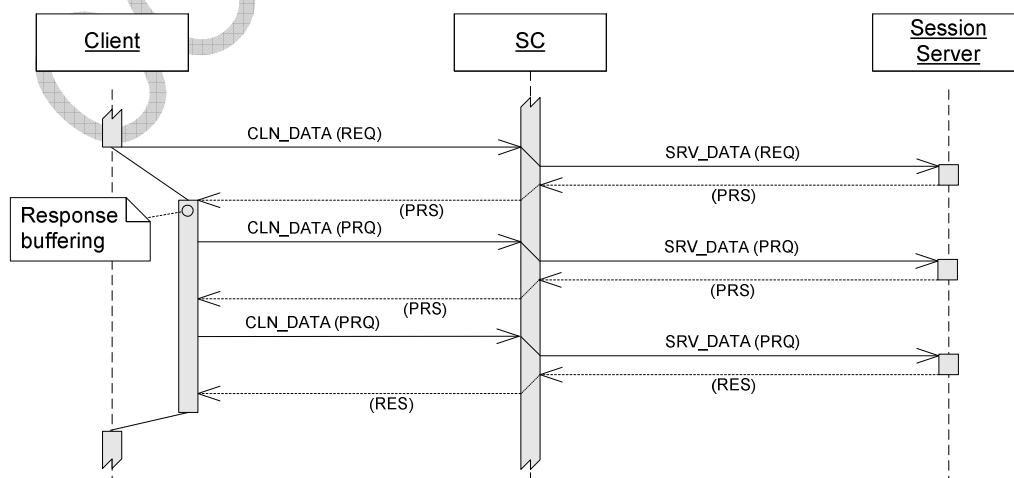 Client
SC
Session
Server
CLN_DATA (REQ)
SRV_DATA (REQ)
(PRS)
(PRS)
Response
buffering
CLN_DATA (PRQ)
SRV_DATA (PRQ)
(PRS)
(PRS)
CLN_DATA (PRQ)
SRV_DATA (PRQ)
(RES)
(RES)